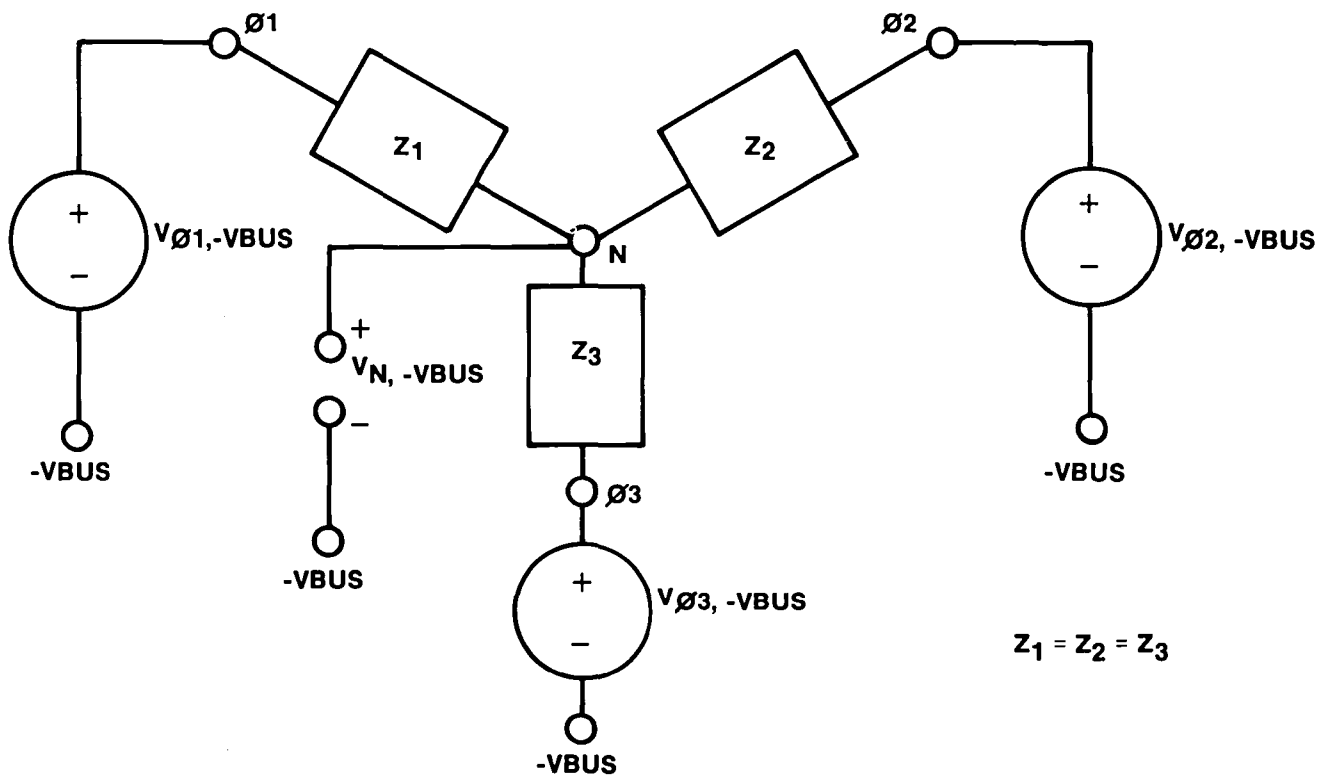 Ø1
Ø2
Z1
Z2
+
VØ1,-VBUS
-
N
+
VØ2, -VBUS
-
+
VN, -VBUS
-
Z3
-VBUS
-VBUS
Ø3
-VBUS
+
VØ3, -VBUS
-
Z1 = Z2 = Z3
-VBUS